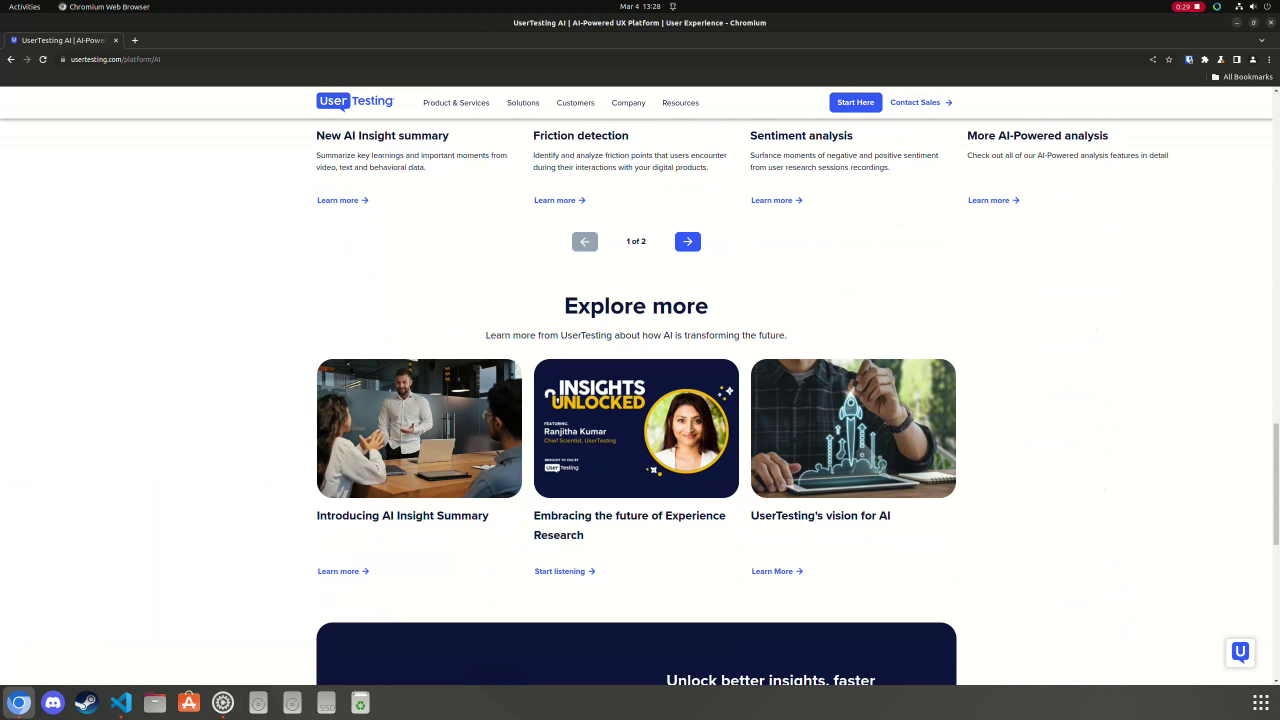 Activities
Chromium Web Browser
Mar 4 13:28
0:29
UserTesting AI | AI-Powered UX Platform | User Experience - Chromium
UserTesting AI | AI-Powe
usertesting.com/platform/AI
All Bookmarks
User Testing
Product & Services
Solutions
Customers
Company
Resources
Start Here
Contact Sales
New AI Insight summary
Friction detection
Sentiment analysis
More AI-Powered analysis
Summarize key learnings and important moments from
video, text and behavioral data.
Identify and analyze friction points that users encounter
during their interactions with your digital products.
Surfance moments of negative and positive sentiment
from user research sessions recordings.
Check out all of our AI-Powered analysis features in detail
Learn more
Learn more
Learn more
Learn more
1 of 2
Explore more
Learn more from UserTesting about how AI is transforming the future.
INSIGHTS
UNLOCKED
FEATURING:
Ranjitha Kumar
Chief Scientist, UserTesting
BROUGHT TO YOU BY
User Testing
Introducing AI Insight Summary
Embracing the future of Experience
Research
UserTesting's vision for AI
Learn more
Start listening
Learn More
Unlock better insights, faster
U
SSD